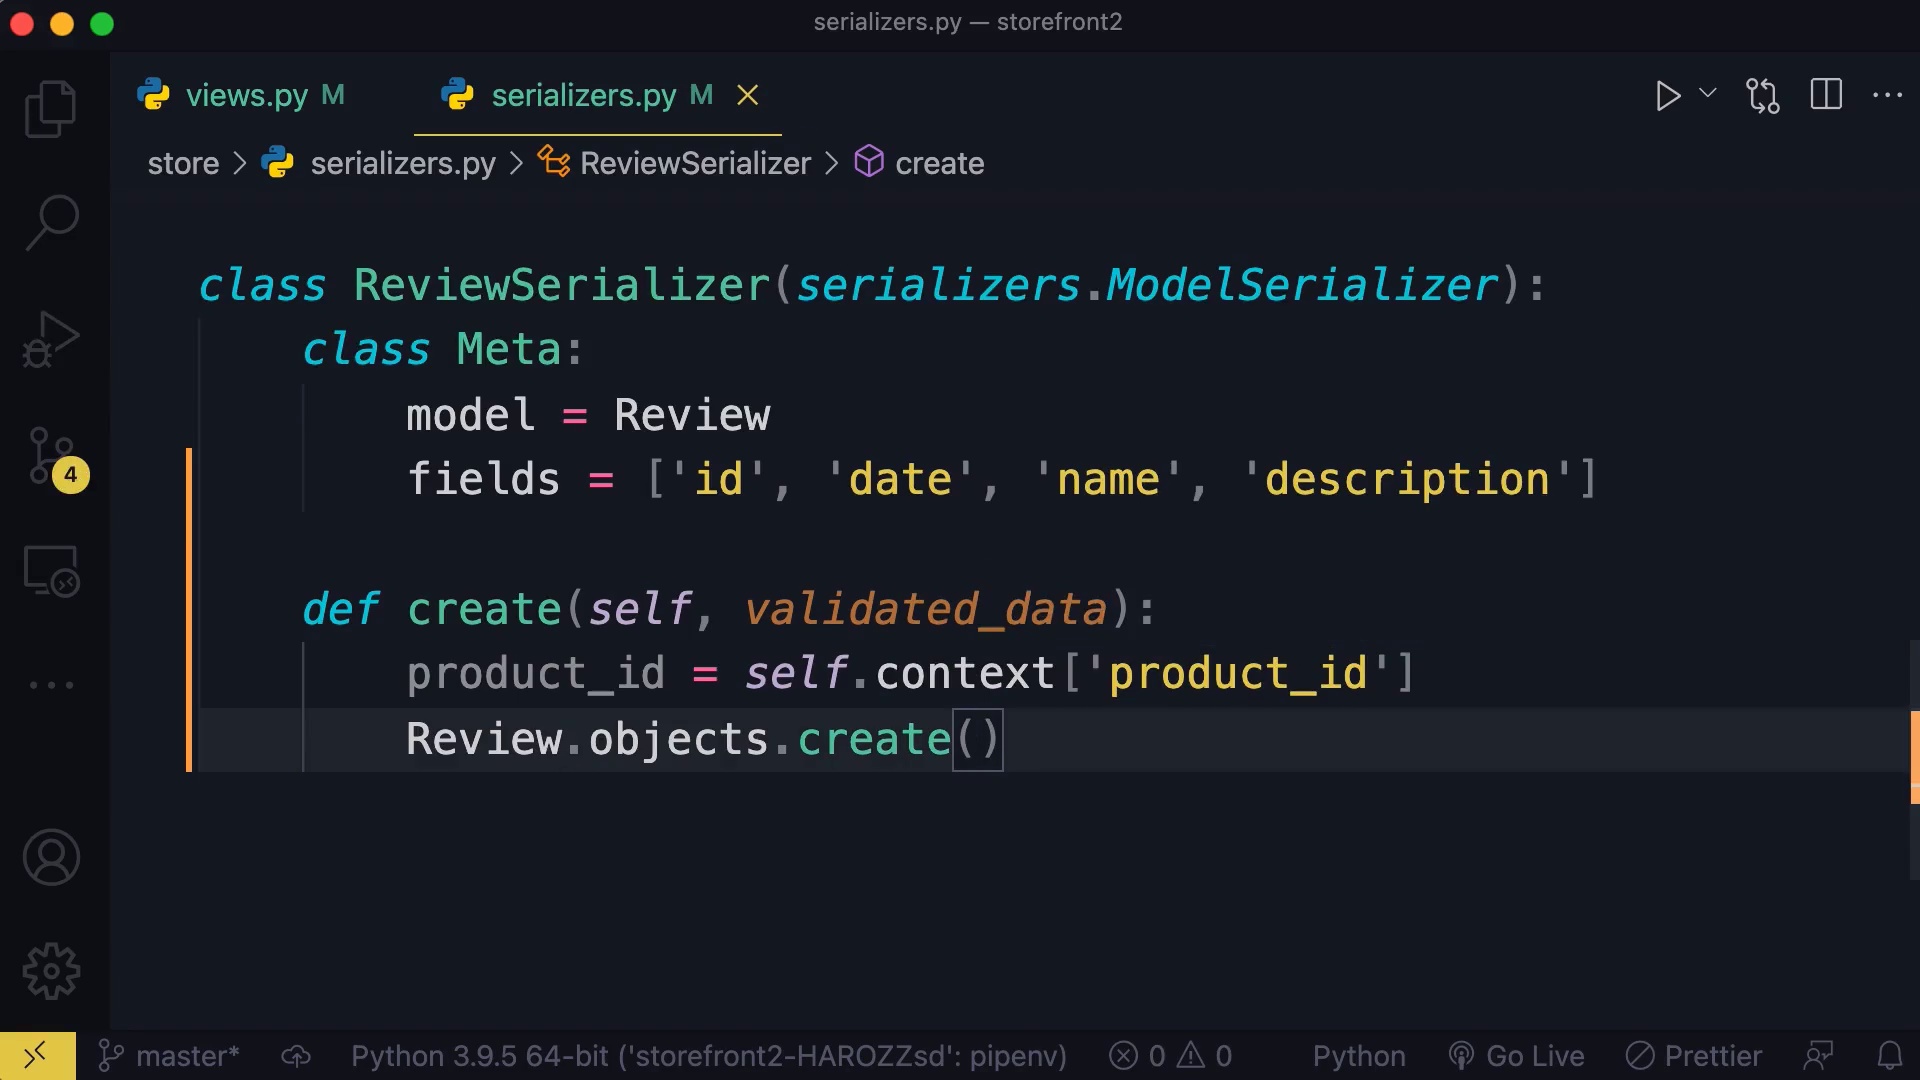 serializers.py — storefront2
views.py M serializers.py M
store > serializers.py > ReviewSerializer > create
class ReviewSerializer(serializers.ModelSerializer):
class Meta:
model = Review
fields = ['id', 'date', 'name', 'description']
def create(self, validated_data):
product_id = self.context['product_id']
Review.objects.create()
4
master* Python 3.9.5 64-bit ('storefront2-HAROZZsd': pipenv) 0 0 Python Go Live Prettier